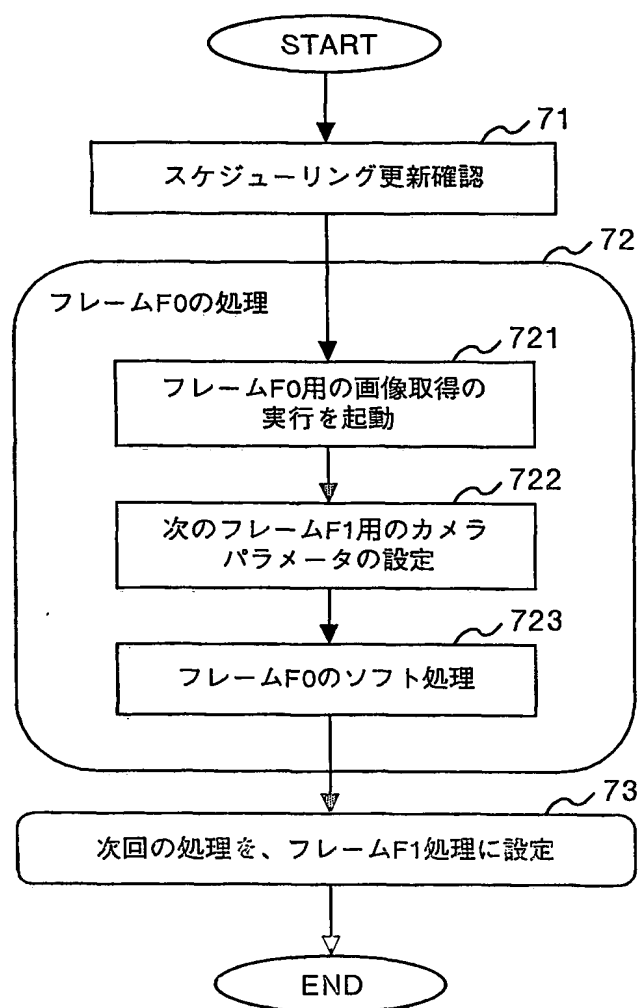 START
71
スケジューリング更新確認
72
フレームF0の処理
721
フレームF0用の画像取得の
実行を起動
722
次のフレームF1用のカメラ
パラメータの設定
723
フレームF0のソフト処理
73
次回の処理を、フレームF1処理に設定
END